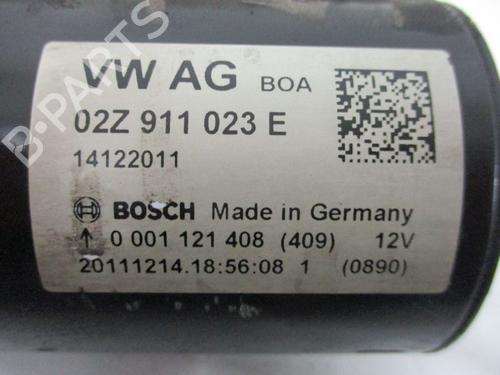 VW AG BOA
02Z 911 023 E
14122011
BOSCH Made in Germany
↑ 0 001 121 408 (409) 12V
20111214.18:56:08 1 (0890)
B-PARTS